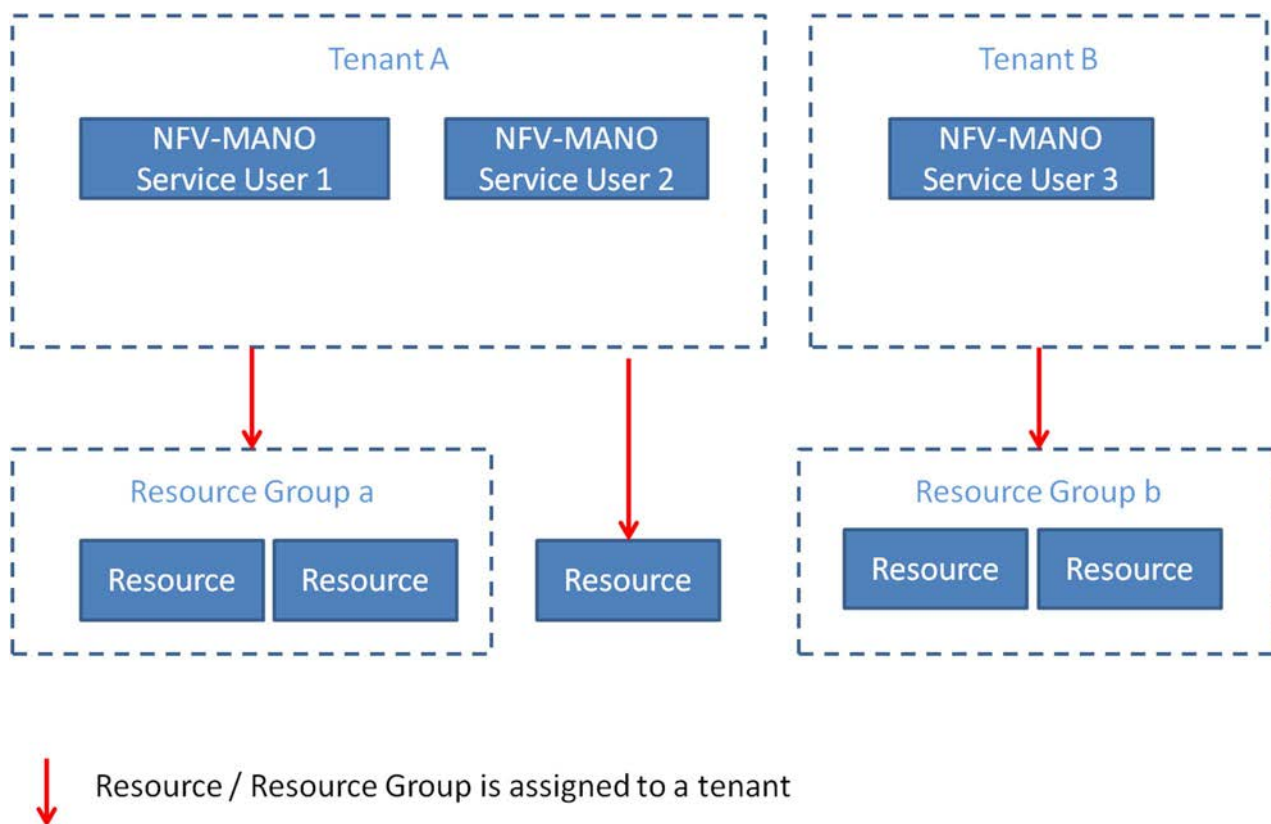 Tenant A
Tenant B
NFV-MANO
Service User 1
NFV-MANO
Service User 2
NFV-MANO
Service User 3
Resource Group a
Resource Group b
Resource
Resource
Resource
Resource
Resource
Resource / Resource Group is assigned to a tenant